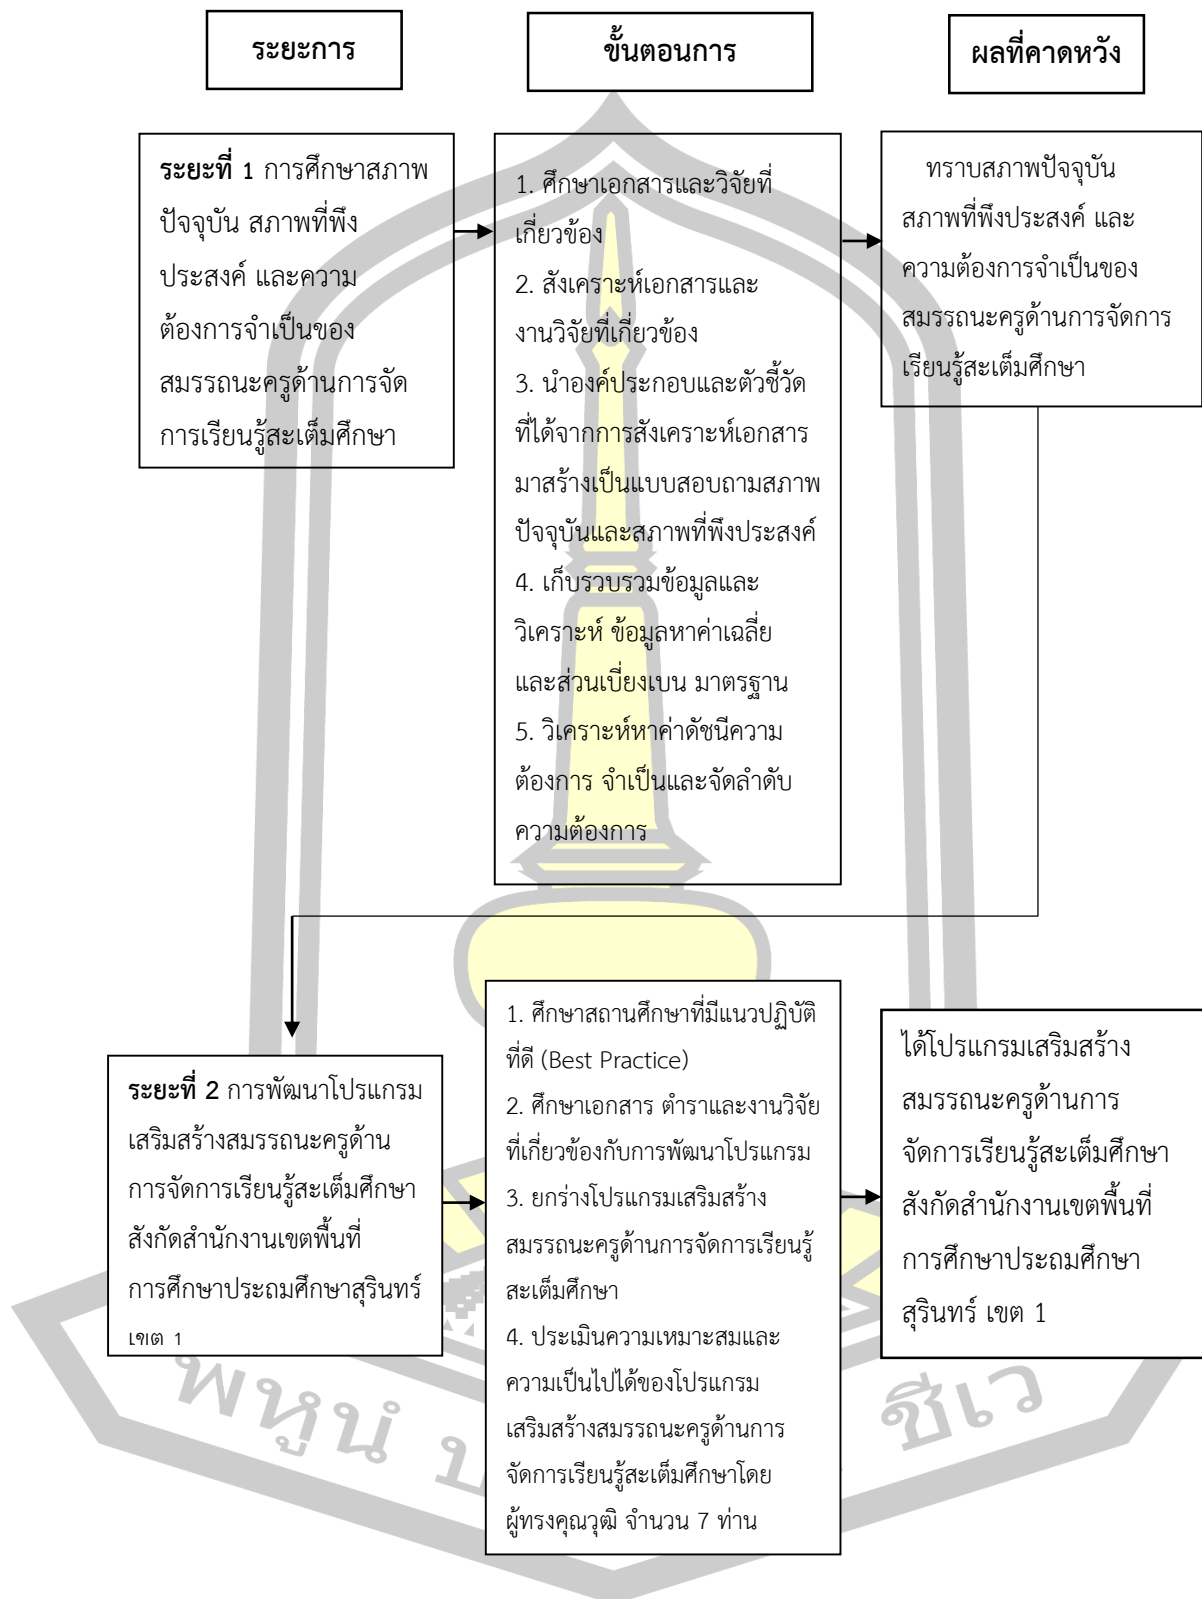 ระยะการ
ขั้นตอนการ
ผลที่คาดหวัง
ระยะที่ 1 การศึกษาสภาพ
ปัจจุบัน สภาพที่พึง
ประสงค์ และความ
ต้องการจำเป็นของ
สมรรถนะครูด้านการจัด
การเรียนรู้สะเต็มศึกษา
1. ศึกษาเอกสารและวิจัยที่
เกี่ยวข้อง
2. สังเคราะห์เอกสารและ
งานวิจัยที่เกี่ยวข้อง
3. นำองค์ประกอบและตัวชี้วัด
ที่ได้จากการสังเคราะห์เอกสาร
มาสร้างเป็นแบบสอบถามสภาพ
ปัจจุบันและสภาพที่พึงประสงค์
4. เก็บรวบรวมข้อมูลและ
วิเคราะห์ ข้อมูลหาค่าเฉลี่ย
และส่วนเบี่ยงเบน มาตรฐาน
5. วิเคราะห์หาค่าดัชนีความ
ต้องการ จำเป็นและจัดลำดับ
ความต้องการ
ทราบสภาพปัจจุบัน
สภาพที่พึงประสงค์ และ
ความต้องการจำเป็นของ
สมรรถนะครูด้านการจัดการ
เรียนรู้สะเต็มศึกษา
ระยะที่ 2 การพัฒนาโปรแกรม
เสริมสร้างสมรรถนะครูด้าน
การจัดการเรียนรู้สะเต็มศึกษา
สังกัดสำนักงานเขตพื้นที่
การศึกษาประถมศึกษาสุรินทร์
เขต 1
1. ศึกษาสถานศึกษาที่มีแนวปฏิบัติ
ที่ดี (Best Practice)
2. ศึกษาเอกสาร ตำราและงานวิจัย
ที่เกี่ยวข้องกับการพัฒนาโปรแกรม
3. ยกร่างโปรแกรมเสริมสร้าง
สมรรถนะครูด้านการจัดการเรียนรู้
สะเต็มศึกษา
4. ประเมินความเหมาะสมและ
ความเป็นไปได้ของโปรแกรม
เสริมสร้างสมรรถนะครูด้านการ
จัดการเรียนรู้สะเต็มศึกษาโดย
ผู้ทรงคุณวุฒิ จำนวน 7 ท่าน
ได้โปรแกรมเสริมสร้าง
สมรรถนะครูด้านการ
จัดการเรียนรู้สะเต็มศึกษา
สังกัดสำนักงานเขตพื้นที่
การศึกษาประถมศึกษา
สุรินทร์ เขต 1
พหูนํ
ชีเว